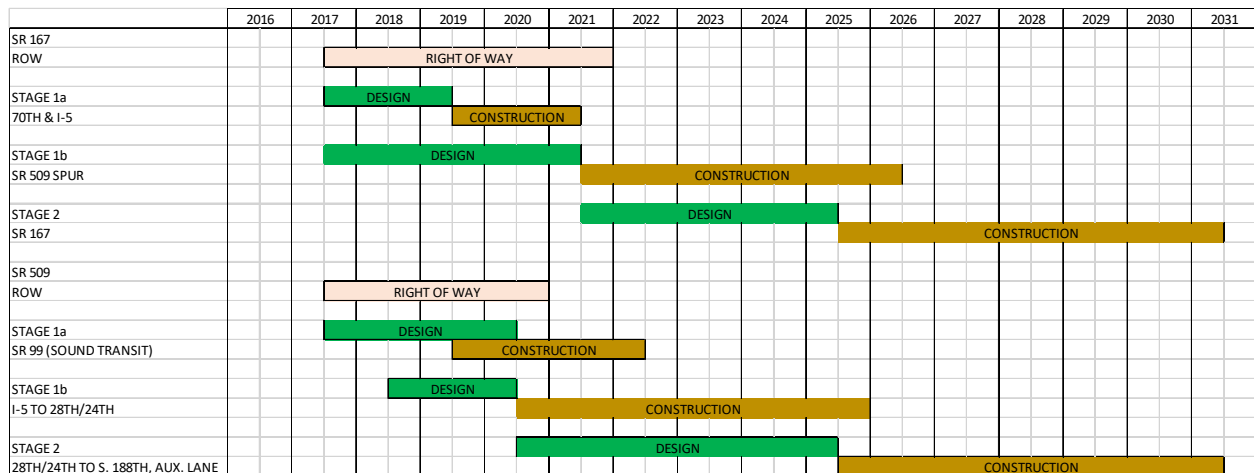 2016 2017 2018 2019 2020 2021 2022 2023 2024 2025 2026 2027 2028 2029 2030 2031
SR 167
ROW RIGHT OF WAY
STAGE 1a DESIGN
70TH & I-5 CONSTRUCTION
STAGE 1b DESIGN
SR 509 SPUR CONSTRUCTION
STAGE 2 DESIGN
SR 167 CONSTRUCTION
SR 509
ROW RIGHT OF WAY
STAGE 1a DESIGN
SR 99 (SOUND TRANSIT) CONSTRUCTION
STAGE 1b DESIGN
I-5 TO 28TH/24TH CONSTRUCTION
STAGE 2 DESIGN
28TH/24TH TO S. 188TH, AUX. LANE CONSTRUCTION